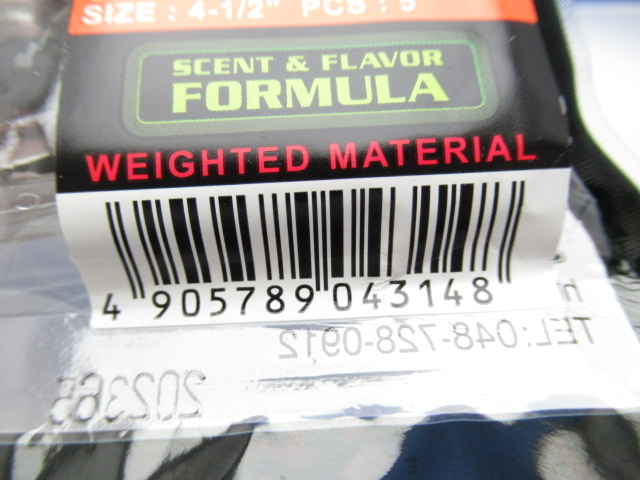 SIZE : 4-1/2" PCS : 5
SCENT & FLAVOR
FORMULA
WEIGHTED MATERIAL
4 905789 043148
TEL:048-728-0912
202365